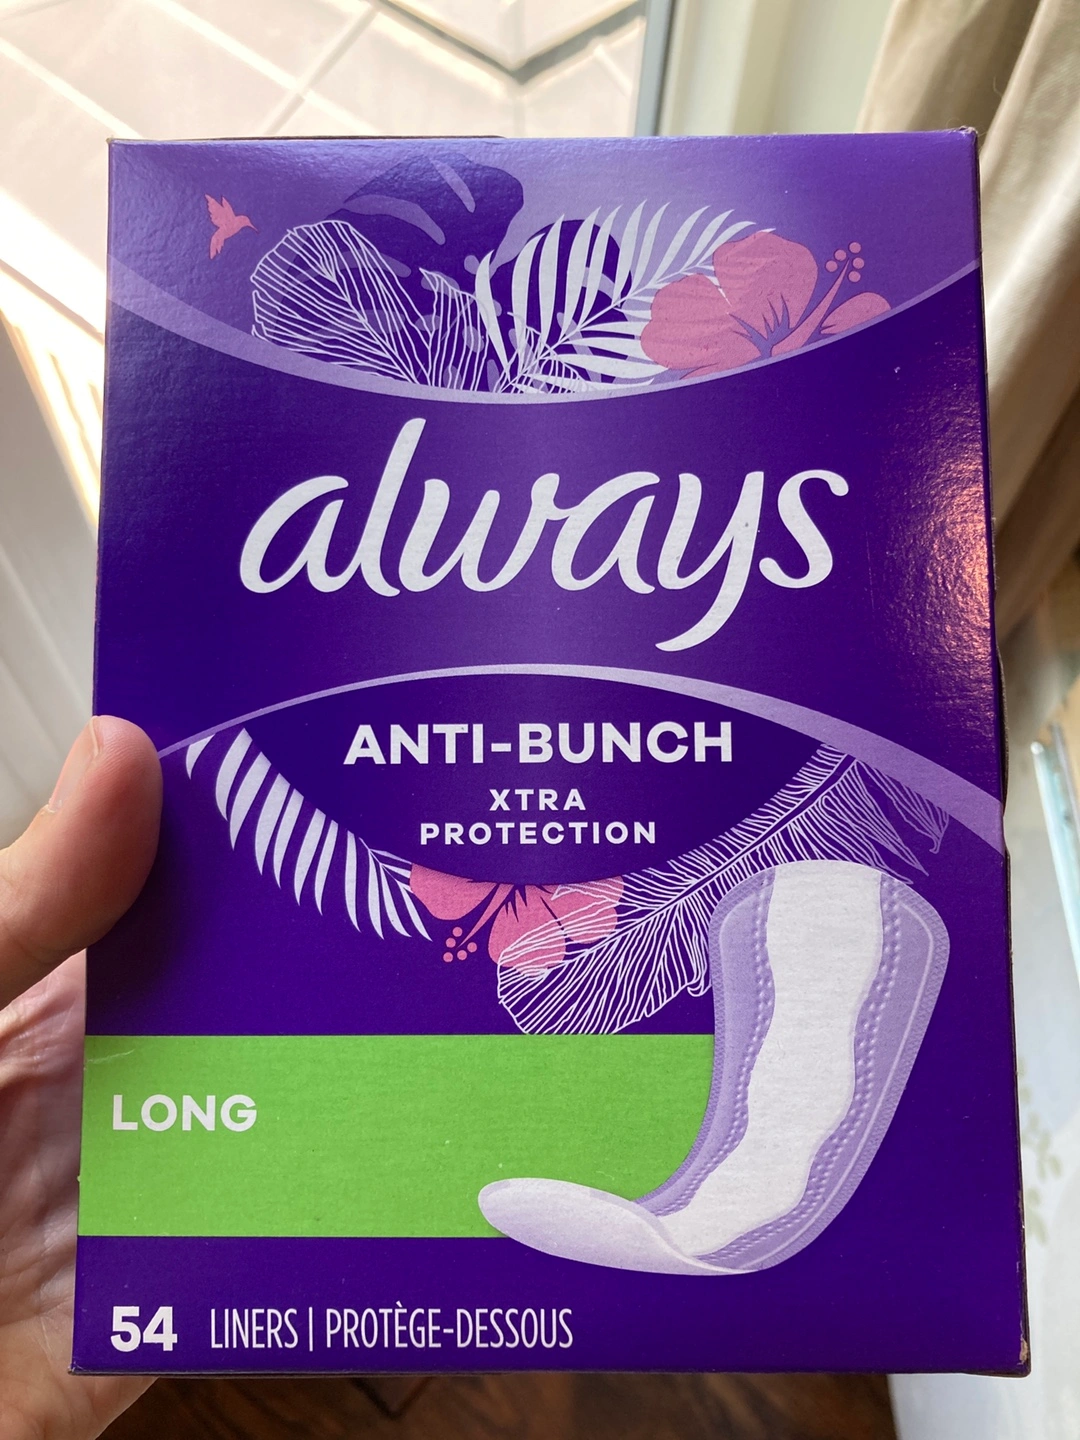 always
ANTI-BUNCH
XTRA
PROTECTION
LONG
54 LINERS | PROTÈGE-DESSOUS